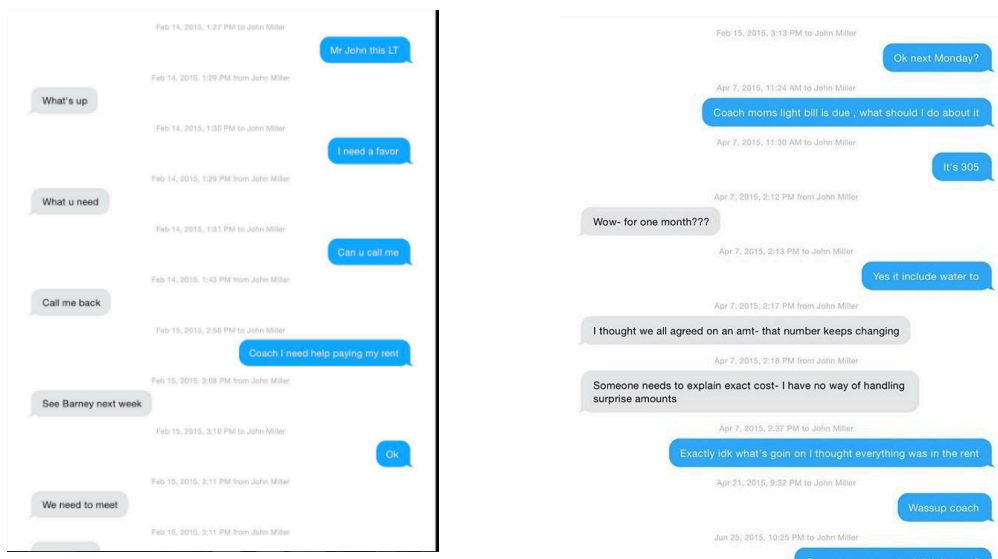 Feb 14, 2015, 1:27 PM to John Miller
Mr John this LT
Feb 14, 2015, 1:29 PM from John Miller
What's up
Feb 14, 2015, 1:30 PM to John Miller
I need a favor
Feb 14, 2015, 1:29 PM from John Miller
What u need
Feb 14, 2015, 1:31 PM to John Miller
Can u call me
Feb 14, 2015, 1:43 PM from John Miller
Call me back
Feb 15, 2015, 2:58 PM to John Miller
Coach I need help paying my rent
Feb 15, 2015, 3:08 PM from John Miller
See Barney next week
Feb 15, 2015, 3:10 PM to John Miller
Ok
Feb 15, 2015, 3:11 PM from John Miller
We need to meet
Feb 15, 2015, 3:11 PM from John Miller
Feb 15, 2015, 3:13 PM to John Miller
Ok next Monday?
Apr 7, 2015, 11:24 AM to John Miller
Coach moms light bill is due , what should I do about it
Apr 7, 2015, 11:30 AM to John Miller
It's 305
Apr 7, 2015, 2:12 PM from John Miller
Wow- for one month???
Apr 7, 2015, 2:13 PM to John Miller
Yes it include water to
Apr 7, 2015, 2:17 PM from John Miller
I thought we all agreed on an amt- that number keeps changing
Apr 7, 2015, 2:18 PM from John Miller
Someone needs to explain exact cost- I have no way of handling
surprise amounts
Apr 7, 2015, 2:37 PM to John Miller
Exactly idk what's goin on I thought everything was in the rent
Apr 21, 2015, 9:32 PM to John Miller
Wassup coach
Jun 25, 2015, 10:25 PM to John Miller